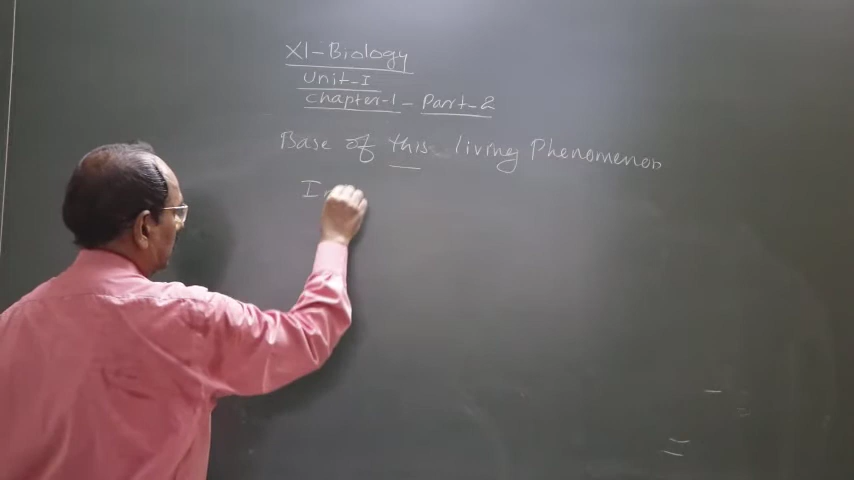 XI-Biology
Unit-I
Chapter-1 - Part-2
Base of this living Phenomenon
I